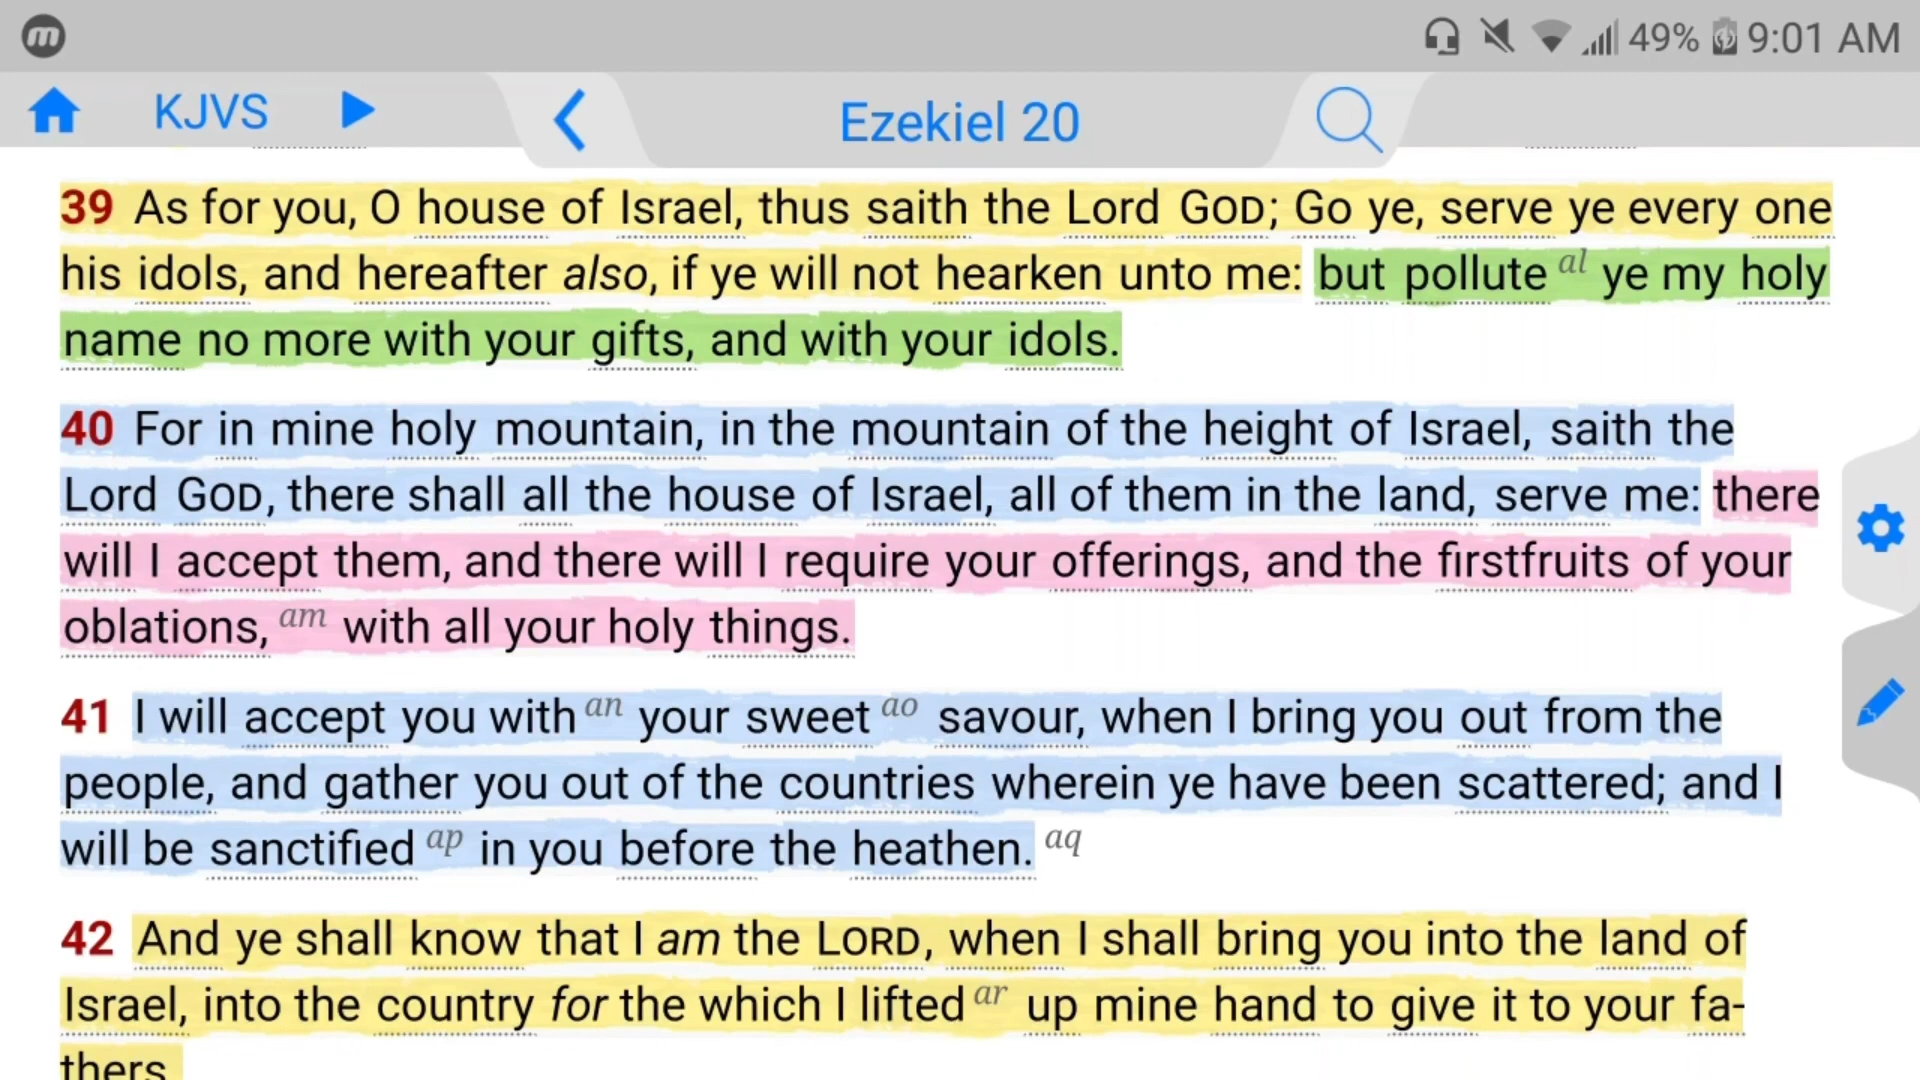 m 49% 9:01 AM
KJVS Ezekiel 20
39 As for you, O house of Israel, thus saith the Lord GOD; Go ye, serve ye every one
his idols, and hereafter also, if ye will not hearken unto me: but pollute al ye my holy
name no more with your gifts, and with your idols.
40 For in mine holy mountain, in the mountain of the height of Israel, saith the
Lord GOD, there shall all the house of Israel, all of them in the land, serve me: there
will I accept them, and there will I require your offerings, and the firstfruits of your
oblations, am with all your holy things.
41 I will accept you with an your sweet ao savour, when I bring you out from the
people, and gather you out of the countries wherein ye have been scattered; and I
will be sanctified ap in you before the heathen. aq
42 And ye shall know that I am the LORD, when I shall bring you into the land of
Israel, into the country for the which I lifted ar up mine hand to give it to your fa-
thers.